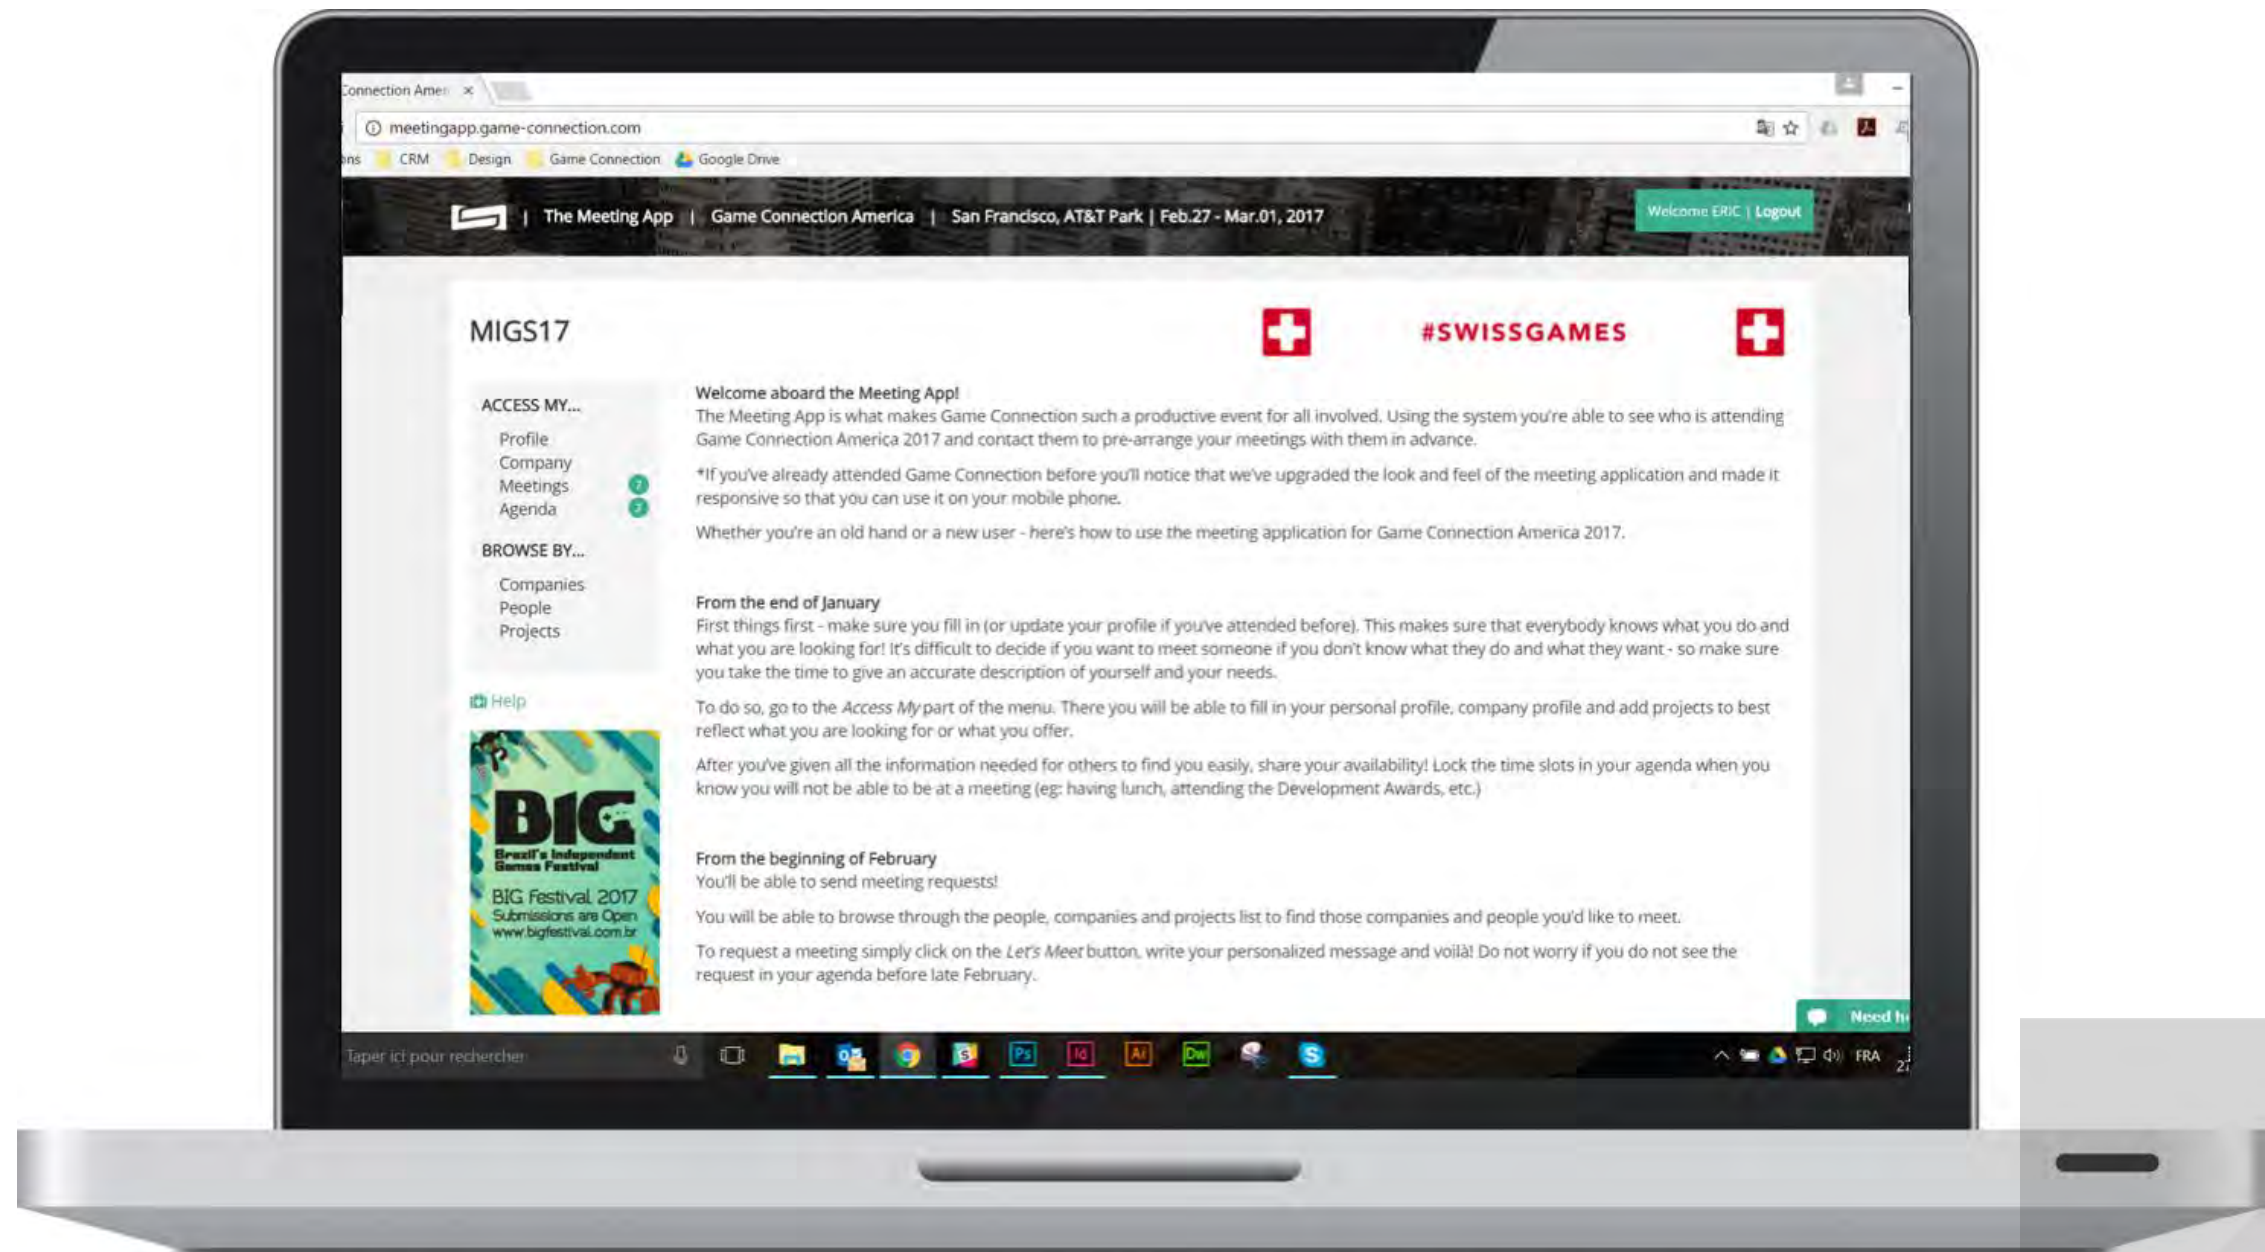 Connection Amer
meetingapp.game-connection.com
ons CRM Design Game Connection Google Drive
| The Meeting App | Game Connection America | San Francisco, AT&T Park | Feb.27 - Mar.01, 2017
Welcome ERIC | Logout
MIGS17
#SWISSGAMES
ACCESS MY...
Profile
Company
Meetings
Agenda
BROWSE BY...
Companies
People
Projects
Help
BIG
Brazil's Independent
Games Festival
BIG Festival 2017
Submissions are Open
www.bigfestival.com.br
Welcome aboard the Meeting App!
The Meeting App is what makes Game Connection such a productive event for all involved. Using the system you're able to see who is attending
Game Connection America 2017 and contact them to pre-arrange your meetings with them in advance.
*If you've already attended Game Connection before you'll notice that we've upgraded the look and feel of the meeting application and made it
responsive so that you can use it on your mobile phone.
Whether you're an old hand or a new user - here's how to use the meeting application for Game Connection America 2017.
From the end of January
First things first - make sure you fill in (or update your profile if you've attended before). This makes sure that everybody knows what you do and
what you are looking for! It's difficult to decide if you want to meet someone if you don't know what they do and what they want - so make sure
you take the time to give an accurate description of yourself and your needs.
To do so, go to the Access My part of the menu. There you will be able to fill in your personal profile, company profile and add projects to best
reflect what you are looking for or what you offer.
After you've given all the information needed for others to find you easily, share your availability! Lock the time slots in your agenda when you
know you will not be able to be at a meeting (eg: having lunch, attending the Development Awards, etc.)
From the beginning of February
You'll be able to send meeting requests!
You will be able to browse through the people, companies and projects list to find those companies and people you'd like to meet.
To request a meeting simply click on the Let's Meet button, write your personalized message and voilà! Do not worry if you do not see the
request in your agenda before late February.
Need he
Taper ici pour rechercher
Ps Id Ai Dw
FRA